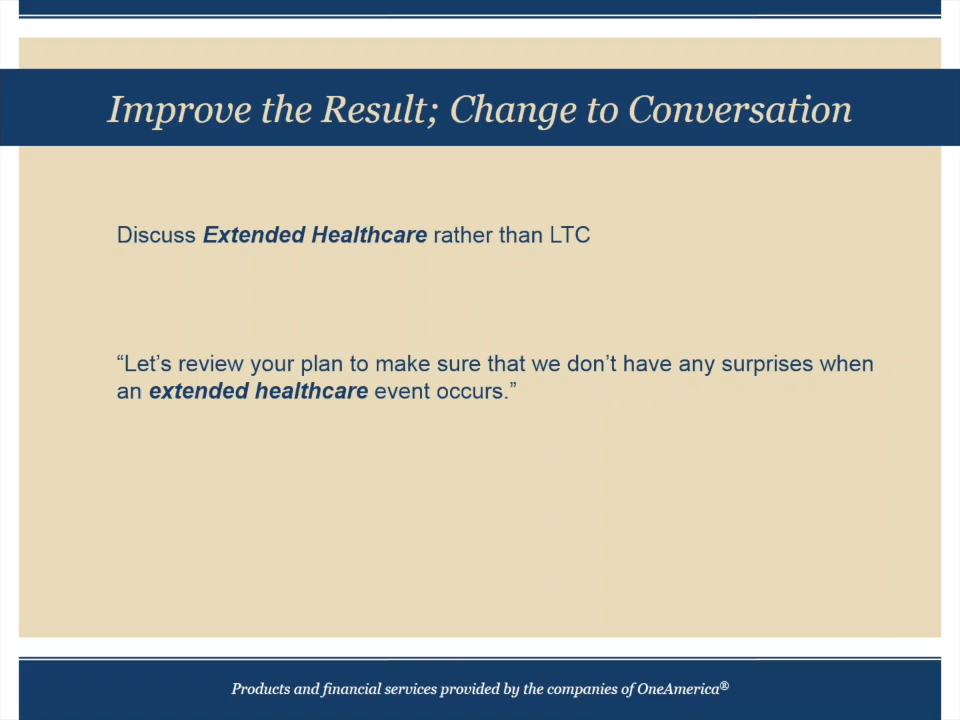 Improve the Result; Change to Conversation
Discuss Extended Healthcare rather than LTC
“Let’s review your plan to make sure that we don’t have any surprises when
an extended healthcare event occurs.”
Products and financial services provided by the companies of OneAmerica®